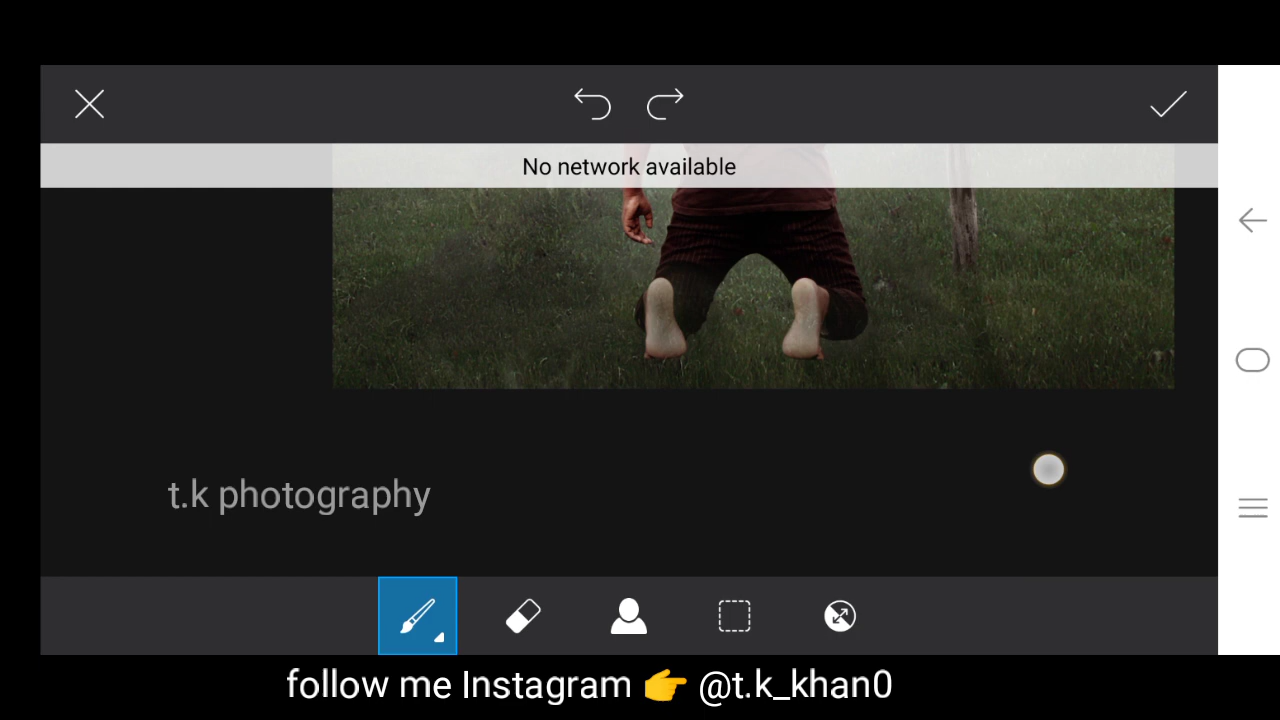 No network available
t.k photography
follow me Instagram 👉 @t.k_khan0